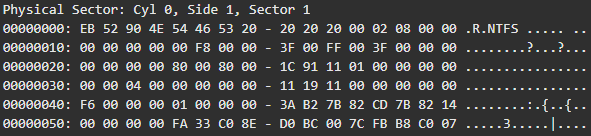 Physical Sector: Cyl 0, Side 1, Sector 1
00000000: EB 52 90 4E 54 46 53 20 - 20 20 20 00 02 08 00 00 .R.NTFS ..... ..
00000010: 00 00 00 00 00 F8 00 00 - 3F 00 FF 00 3F 00 00 00 ........?...?...
00000020: 00 00 00 00 80 00 80 00 - 1C 91 11 01 00 00 00 00 ................
00000030: 00 00 04 00 00 00 00 00 - 11 19 11 00 00 00 00 00 ................
00000040: F6 00 00 00 01 00 00 00 - 3A B2 7B 82 CD 7B 82 14 ........:.{..{..
00000050: 00 00 00 00 FA 33 C0 8E - D0 BC 00 7C FB B8 C0 07 .....3.....|....